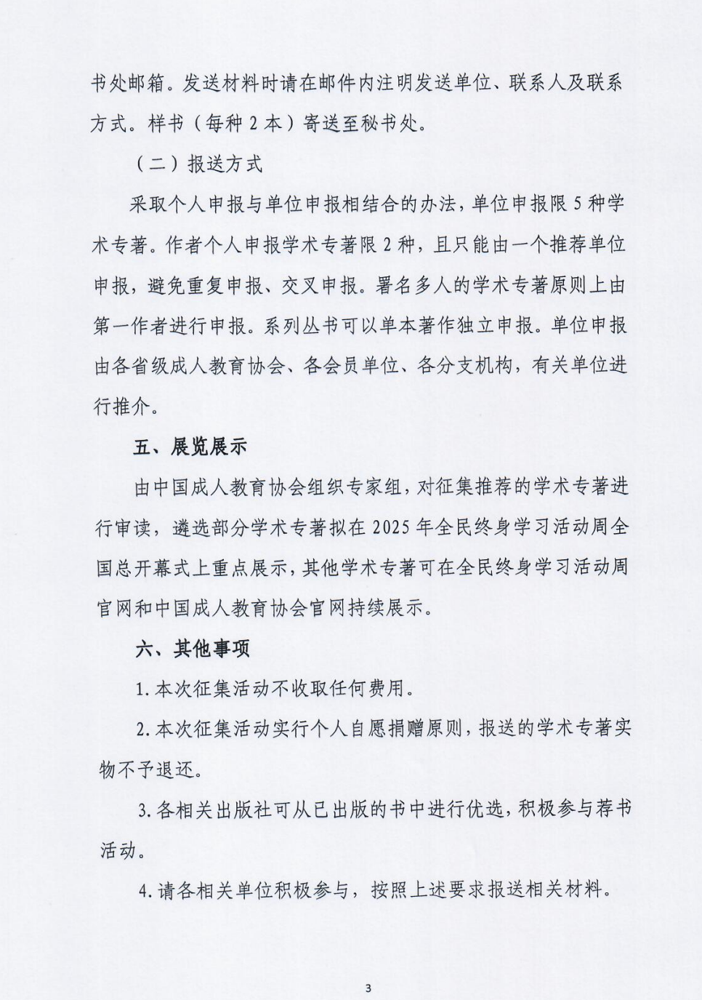 书处邮箱。发送材料时请在邮件内注明发送单位、联系人及联系
方式。样书（每种2本）寄送至秘书处。
（二）报送方式
采取个人申报与单位申报相结合的办法，单位申报限5种学
术专著。作者个人申报学术专著限2种，且只能由一个推荐单位
申报，避免重复申报、交叉申报。署名多人的学术专著原则上由
第一作者进行申报。系列丛书可以单本著作独立申报。单位申报
由各省级成人教育协会、各会员单位、各分支机构，有关单位进
行推介。
五、展览展示
由中国成人教育协会组织专家组，对征集推荐的学术专著进
行审读，遴选部分学术专著拟在2025年全民终身学习活动周全
国总开幕式上重点展示，其他学术专著可在全民终身学习活动周
官网和中国成人教育协会官网持续展示。
六、其他事项
1.本次征集活动不收取任何费用。
2.本次征集活动实行个人自愿捐赠原则，报送的学术专著实
物不予退还。
3.各相关出版社可从已出版的书中进行优选，积极参与荐书
活动。
4.请各相关单位积极参与，按照上述要求报送相关材料。
3